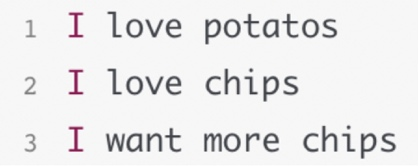 1 I love potatos
2 I love chips
3 I want more chips